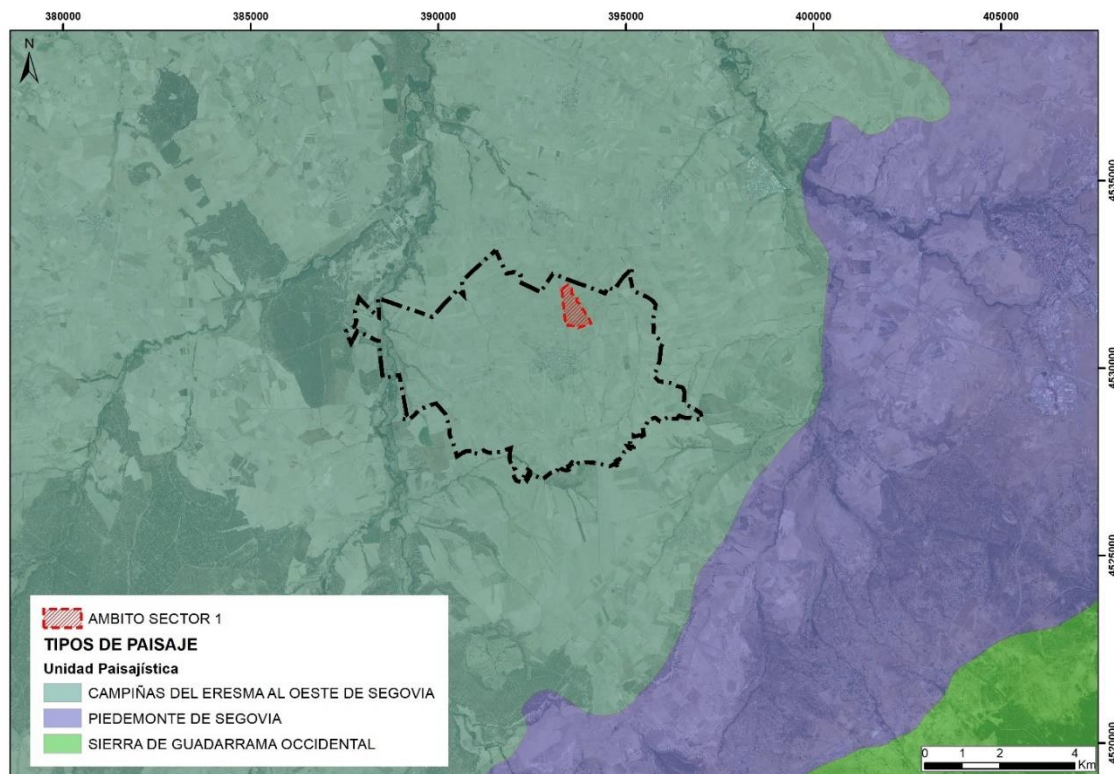 380000 385000 390000 395000 400000 405000
N
4535000
4530000
4525000
4520000
AMBITO SECTOR 1
TIPOS DE PAISAJE
Unidad Paisajística
CAMPIÑAS DEL ERESMA AL OESTE DE SEGOVIA
PIEDEMONTE DE SEGOVIA
SIERRA DE GUADARRAMA OCCIDENTAL
0 1 2 4
Km